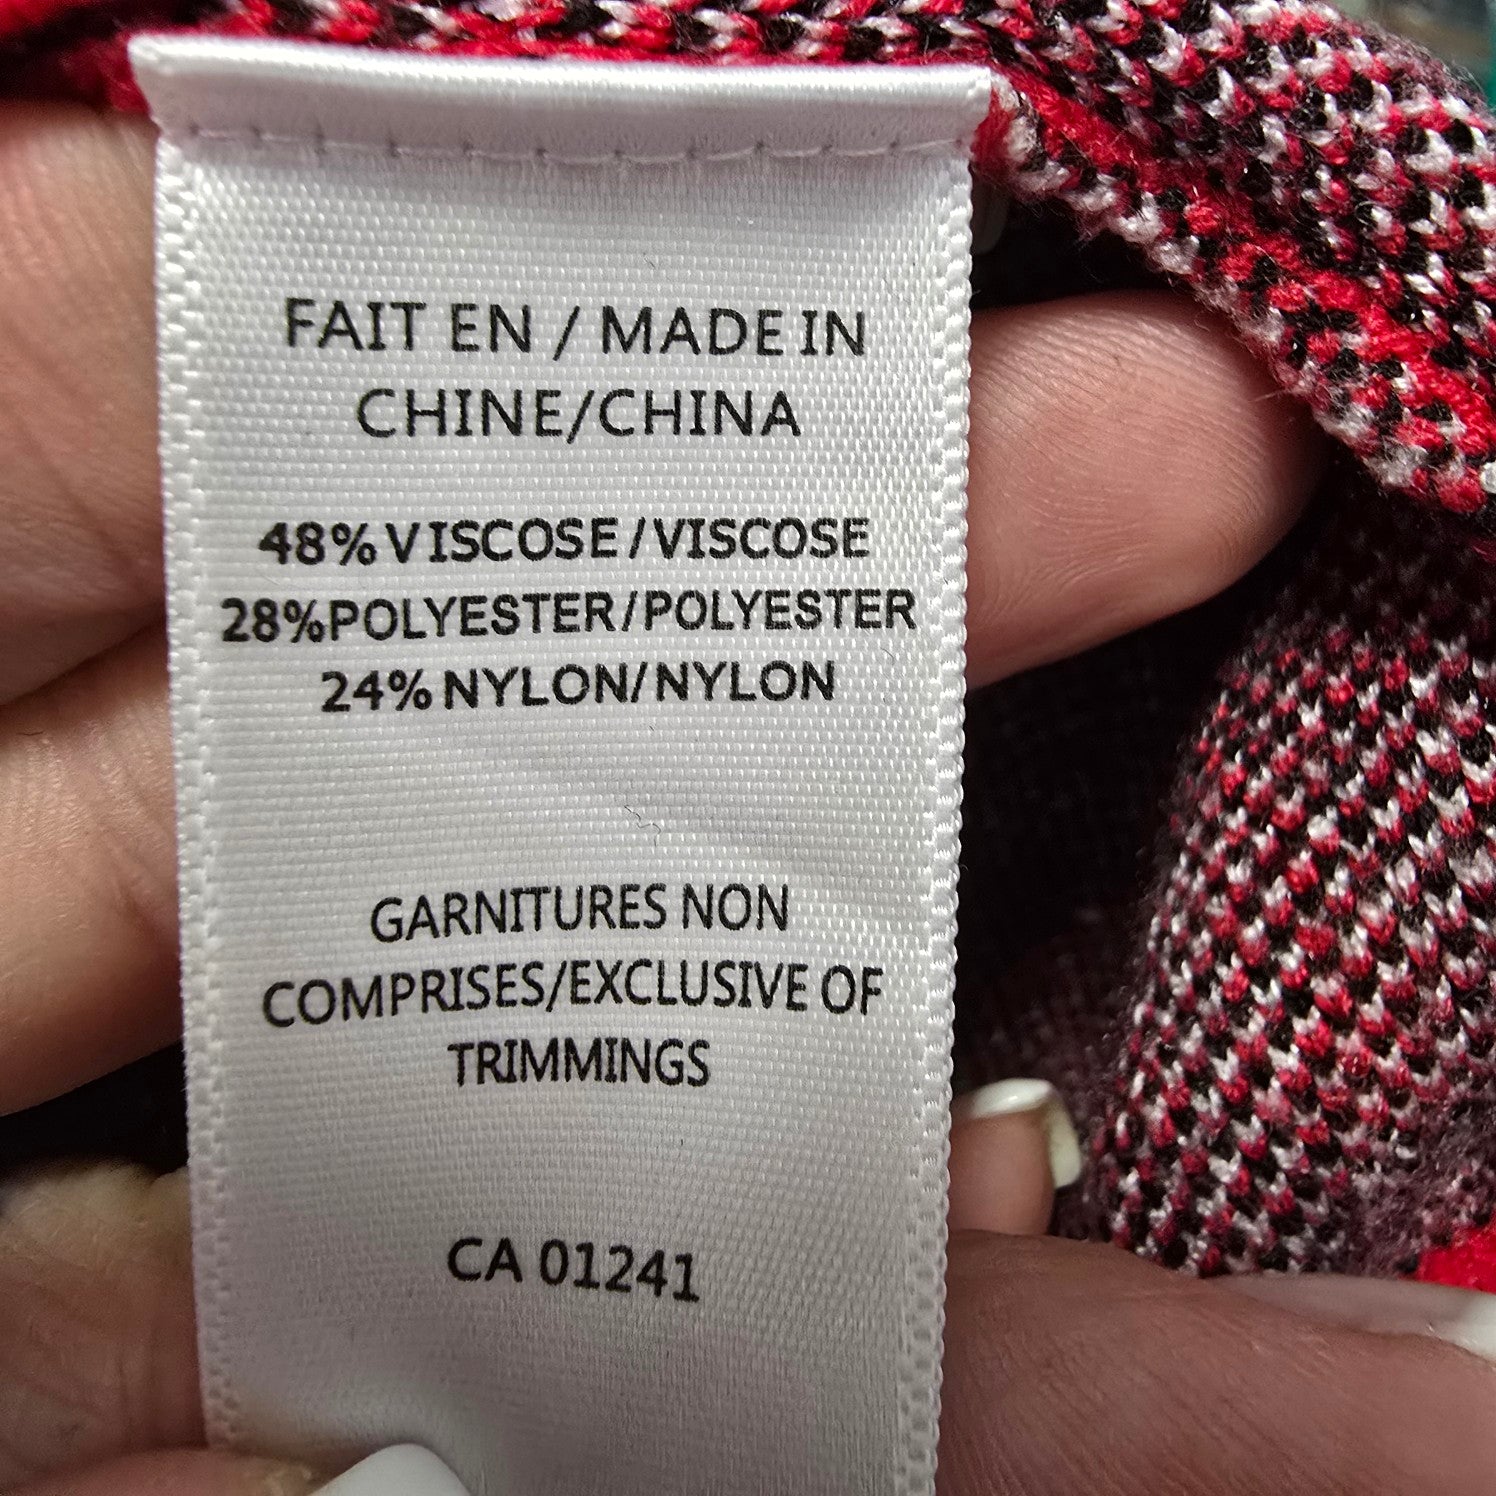 FAIT EN / MADE IN
CHINE/CHINA
48% VISCOSE/VISCOSE
28%POLYESTER/POLYESTER
24% NYLON/NYLON
GARNITURES NON
COMPRISES/EXCLUSIVE OF
TRIMMINGS
CA 01241